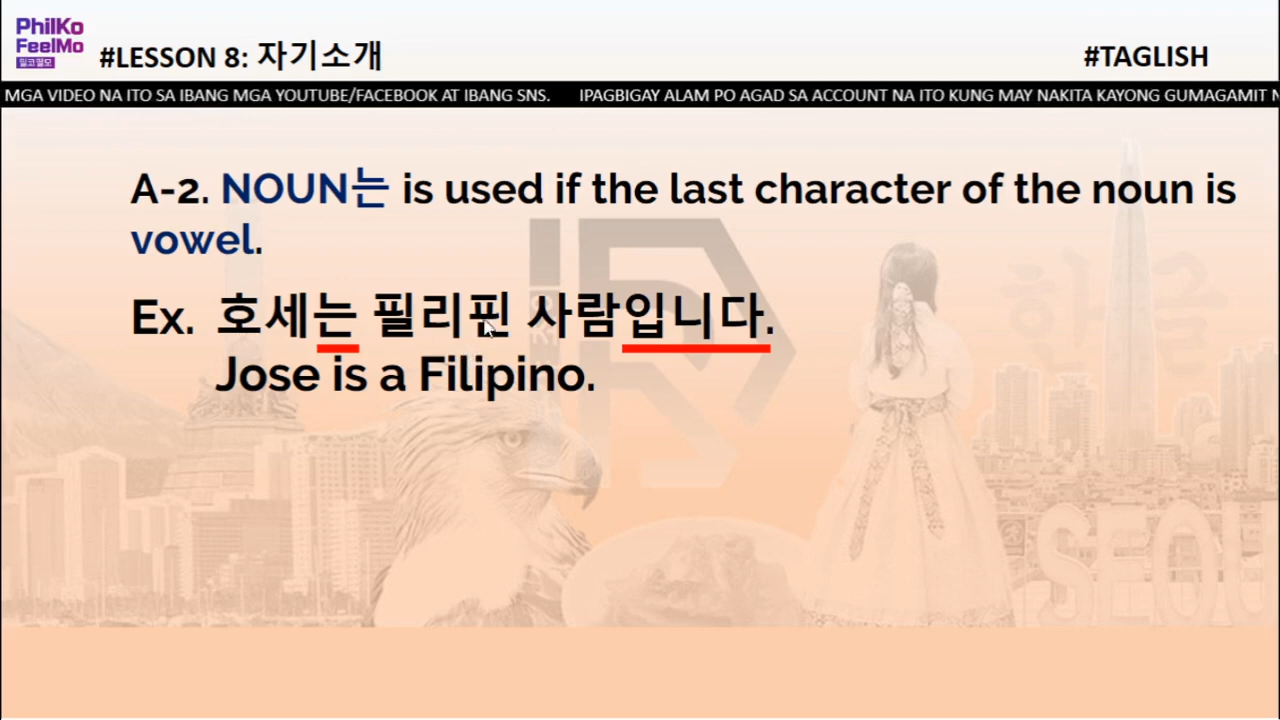 PhilKo
FeelMo
필코필모
#LESSON 8: 자기소개
#TAGLISH
MGA VIDEO NA ITO SA IBANG MGA YOUTUBE/FACEBOOK AT IBANG SNS. IPAGBIGAY ALAM PO AGAD SA ACCOUNT NA ITO KUNG MAY NAKITA KAYONG GUMAGAMIT
A-2. NOUN는 is used if the last character of the noun is
vowel.
Ex. 호세는 필리핀 사람입니다.
Jose is a Filipino.
한글
SEOU